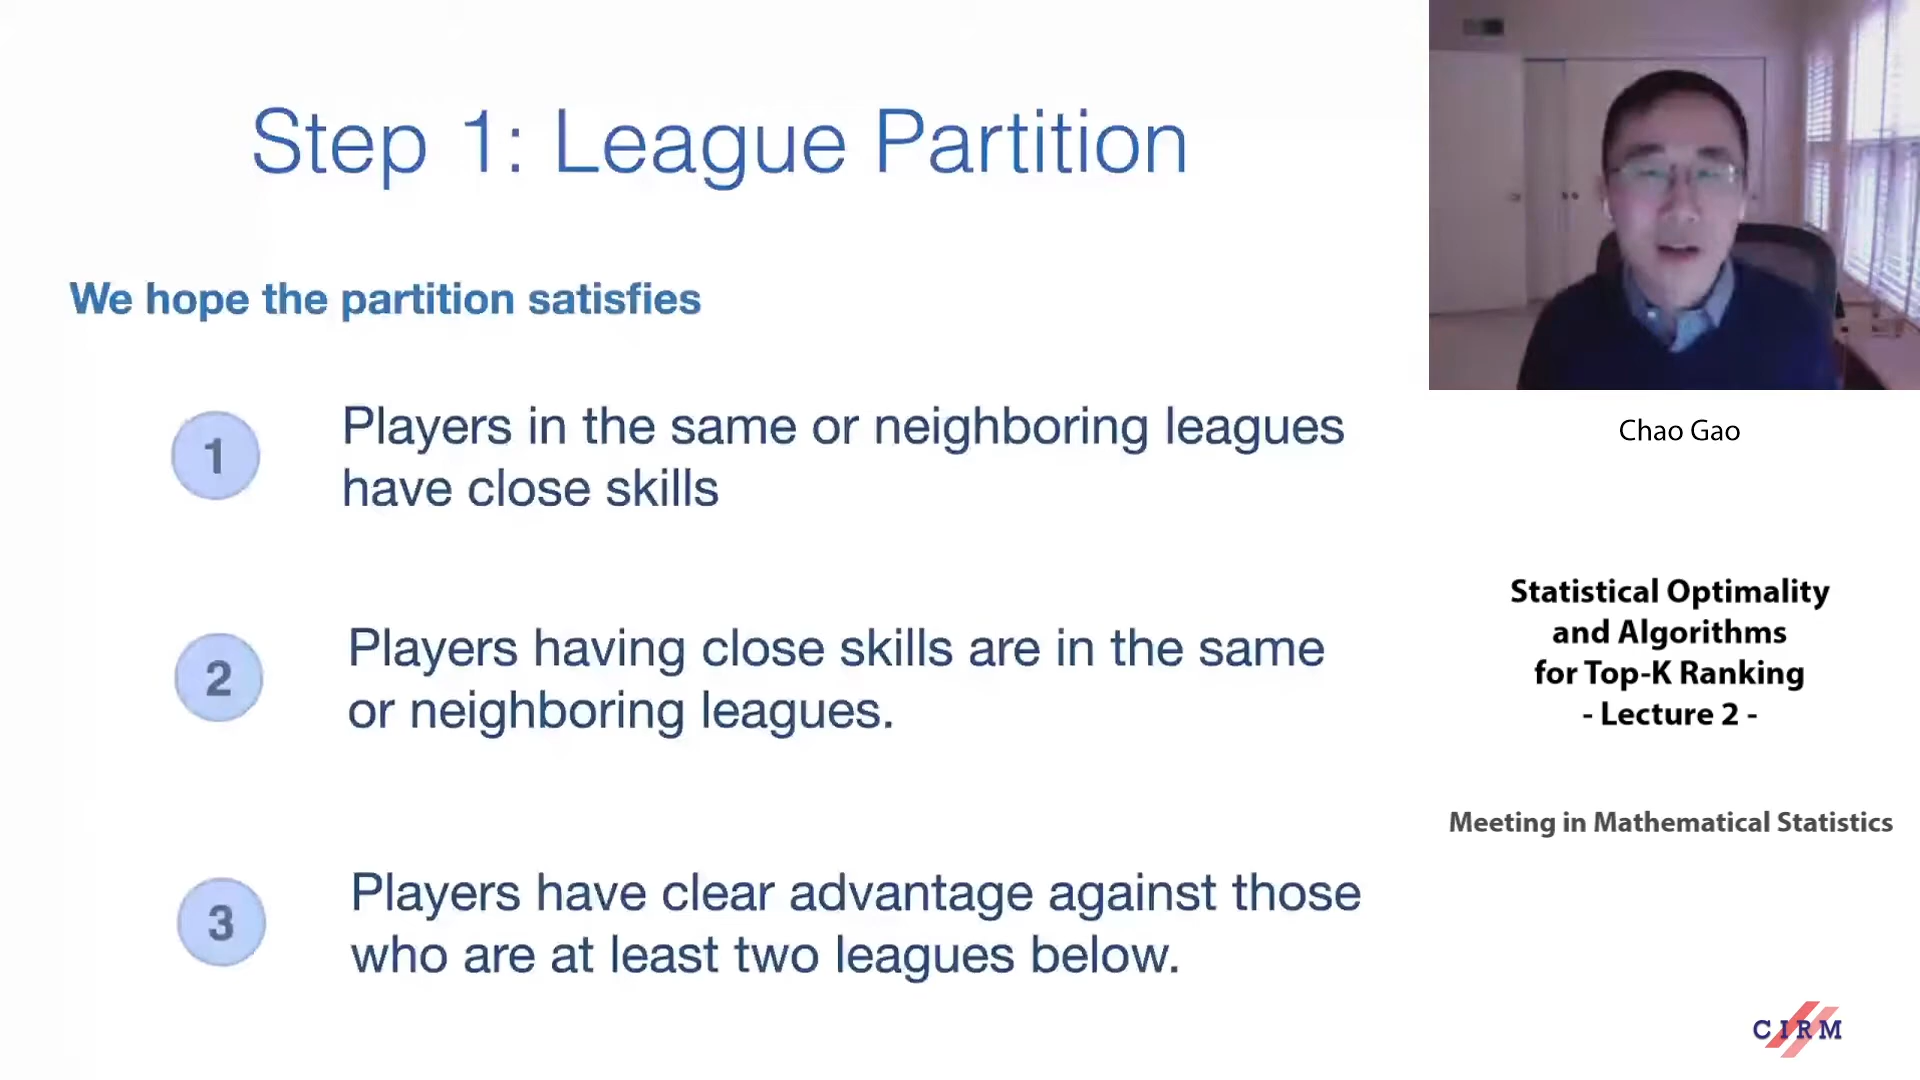 Step 1: League Partition
We hope the partition satisfies
1
Players in the same or neighboring leagues
have close skills
2
Players having close skills are in the same
or neighboring leagues.
3
Players have clear advantage against those
who are at least two leagues below.
Chao Gao
Statistical Optimality
and Algorithms
for Top-K Ranking
- Lecture 2 -
Meeting in Mathematical Statistics
CIRM